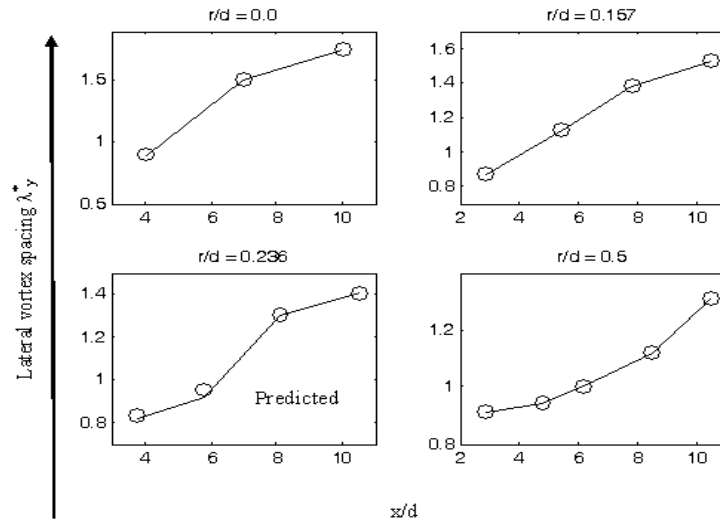 r/d = 0.0
r/d = 0.157
1.5
1
0.5
4 6 8 10
1.6
1.4
1.2
1
0.8
2 4 6 8 10
Lateral vortex spacing λ*y
r/d = 0.236
r/d = 0.5
1.4
1.2
1
0.8
Predicted
4 6 8 10
1.2
1
0.8
2 4 6 8 10
x/d